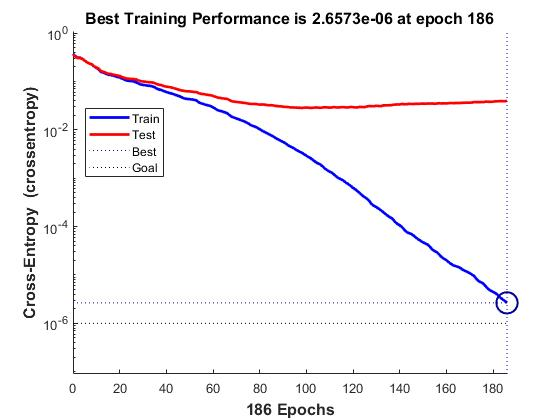 Best Training Performance is 2.6573e-06 at epoch 186
Cross-Entropy (crossentropy)
10^0
10^-2
10^-4
10^-6
Train
Test
Best
Goal
0 20 40 60 80 100 120 140 160 180
186 Epochs